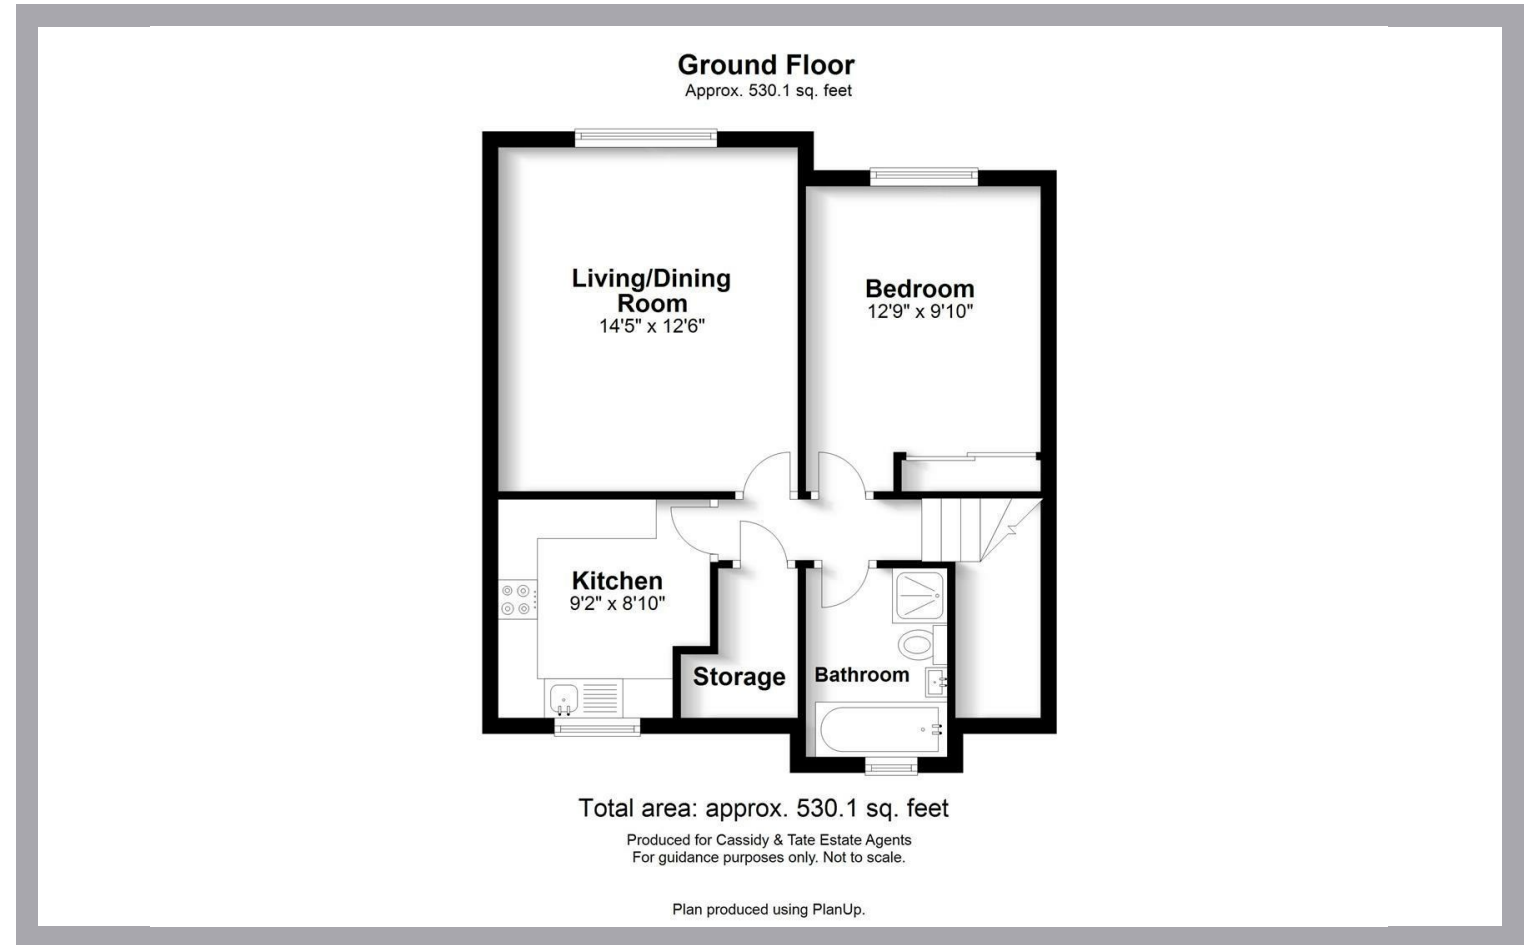 Ground Floor
Approx. 530.1 sq. feet
Living/Dining
Room
14'5" x 12'6"
Bedroom
12'9" x 9'10"
Kitchen
9'2" x 8'10"
Storage
Bathroom
Total area: approx. 530.1 sq. feet
Produced for Cassidy & Tate Estate Agents
For guidance purposes only. Not to scale.
Plan produced using PlanUp.